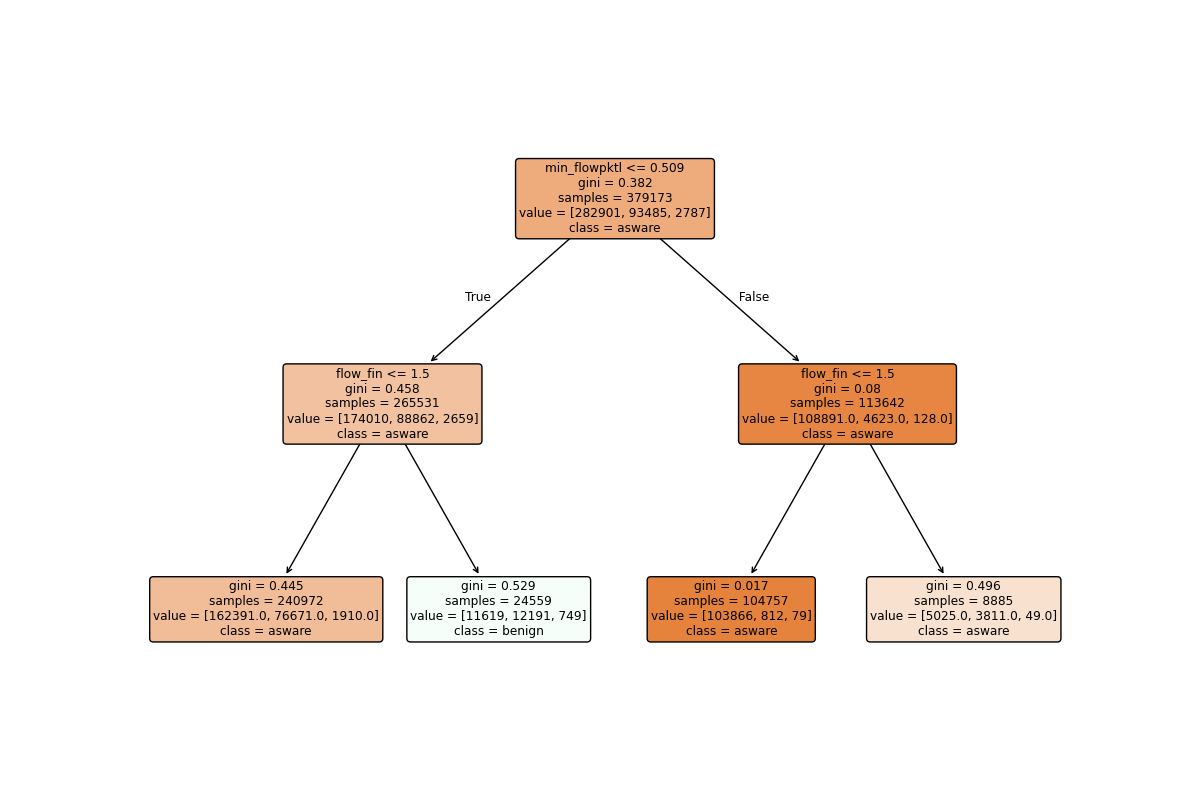 min_flowpktl <= 0.509
gini = 0.382
samples = 379173
value = [282901, 93485, 2787]
class = asware
True
False
flow_fin <= 1.5
gini = 0.458
samples = 265531
value = [174010, 88862, 2659]
class = asware
flow_fin <= 1.5
gini = 0.08
samples = 113642
value = [108891.0, 4623.0, 128.0]
class = asware
gini = 0.445
samples = 240972
value = [162391.0, 76671.0, 1910.0]
class = asware
gini = 0.529
samples = 24559
value = [11619, 12191, 749]
class = benign
gini = 0.017
samples = 104757
value = [103866, 812, 79]
class = asware
gini = 0.496
samples = 8885
value = [5025.0, 3811.0, 49.0]
class = asware